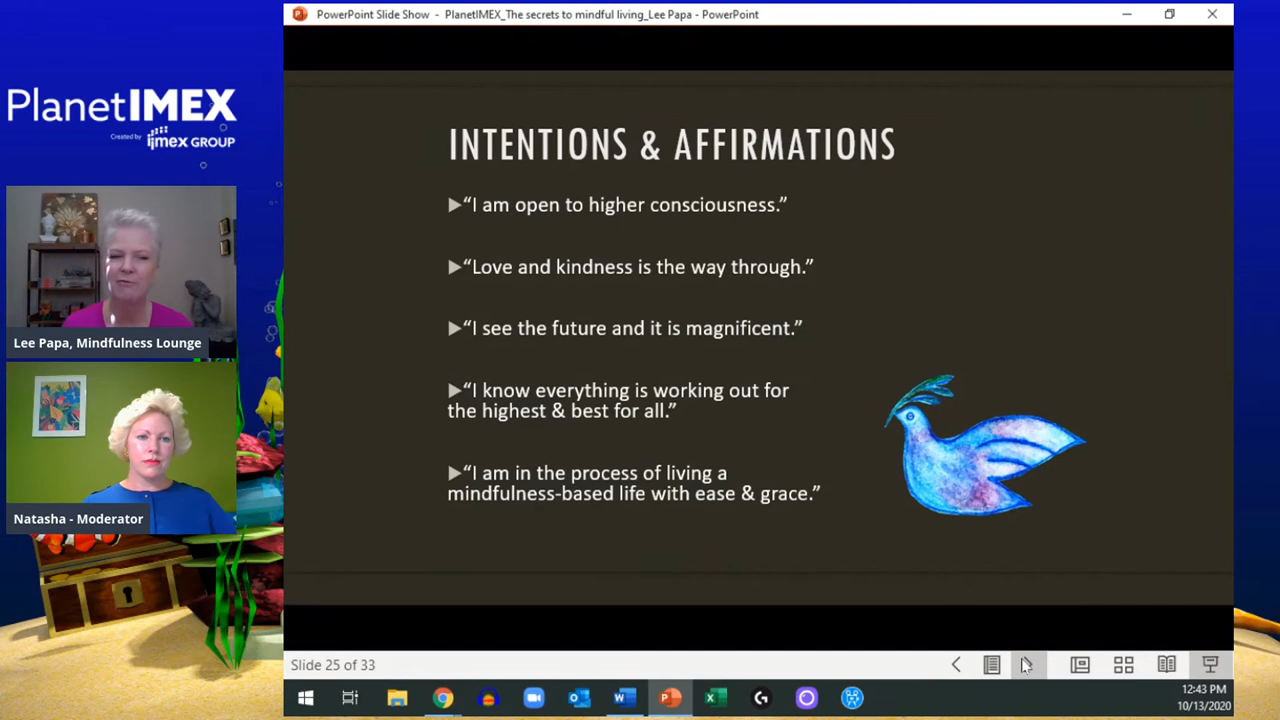 PowerPoint Slide Show - PlanetIMEX_The secrets to mindful living_Lee Papa - PowerPoint
PlanetIMEX
Created by imex GROUP
Lee Papa, Mindfulness Lounge
Natasha - Moderator
INTENTIONS & AFFIRMATIONS
“I am open to higher consciousness.”
“Love and kindness is the way through.”
“I see the future and it is magnificent.”
“I know everything is working out for
the highest & best for all.”
“I am in the process of living a
mindfulness-based life with ease & grace.”
Slide 25 of 33
12:43 PM
10/13/2020